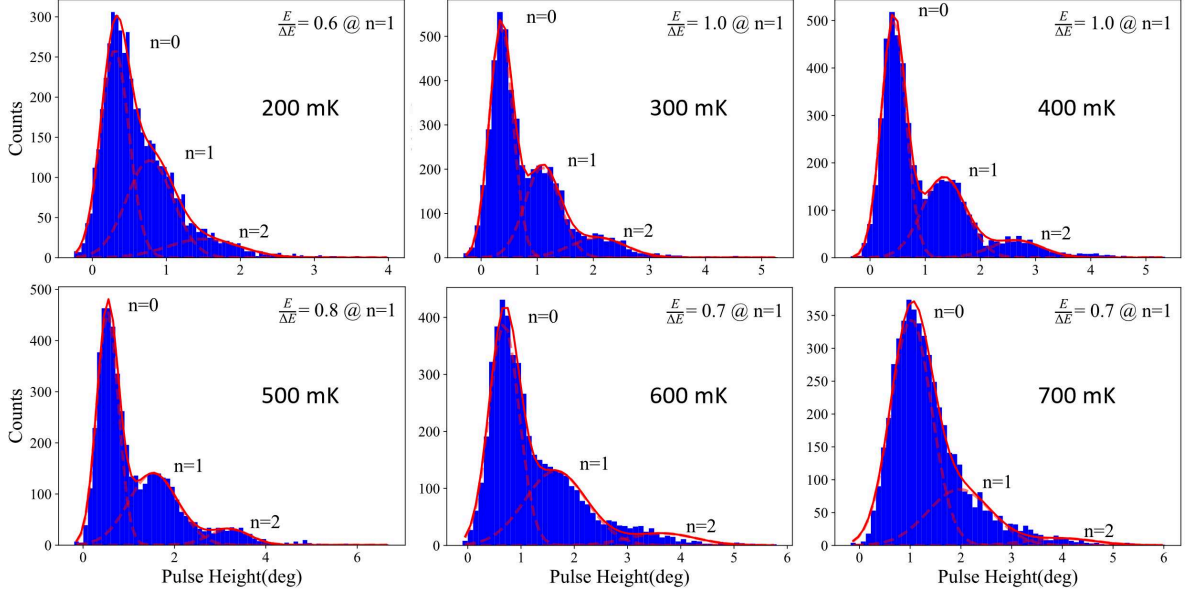 E/ΔE = 0.6 @ n=1
n=0
200 mK
n=1
n=2
Counts
300
250
200
150
100
50
0
0 1 2 3 4
E/ΔE = 1.0 @ n=1
n=0
300 mK
n=1
n=2
500
400
300
200
100
0
0 1 2 3 4 5
E/ΔE = 1.0 @ n=1
n=0
400 mK
n=1
n=2
500
400
300
200
100
0
0 1 2 3 4 5
E/ΔE = 0.8 @ n=1
n=0
500 mK
n=1
n=2
Counts
500
400
300
200
100
0
0 2 4 6
Pulse Height(deg)
E/ΔE = 0.7 @ n=1
n=0
600 mK
n=1
n=2
400
300
200
100
0
0 1 2 3 4 5 6
Pulse Height(deg)
E/ΔE = 0.7 @ n=1
n=0
700 mK
n=1
n=2
350
300
250
200
150
100
50
0
0 1 2 3 4 5 6
Pulse Height(deg)